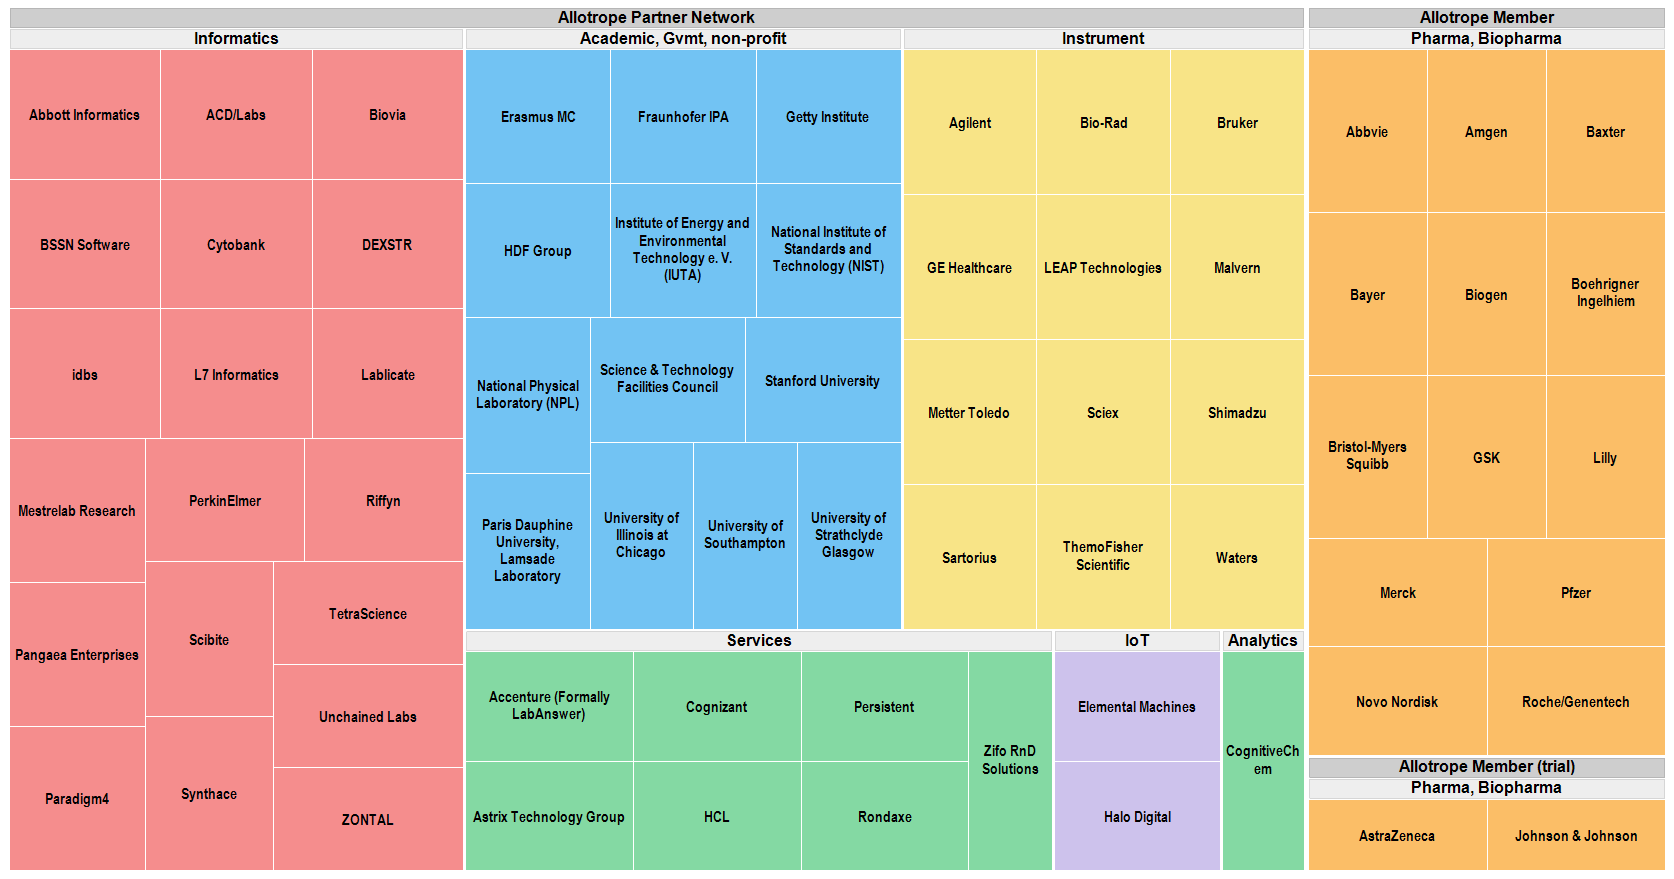 Allotrope Partner Network
Informatics
Abbott Informatics
ACD/Labs
Biovia
BSSN Software
Cytobank
DEXSTR
idbs
L7 Informatics
Lablicate
Mestrelab Research
PerkinElmer
Riffyn
Pangaea Enterprises
Scibite
TetraScience
Unchained Labs
Paradigm4
Synthace
ZONTAL
Academic, Gvmt, non-profit
Erasmus MC
Fraunhofer IPA
Getty Institute
HDF Group
Institute of Energy and
Environmental
Technology e. V.
(IUTA)
National Institute of
Standards and
Technology (NIST)
National Physical
Laboratory (NPL)
Science & Technology
Facilities Council
Stanford University
Paris Dauphine
University,
Lamsade
Laboratory
University of
Illinois at
Chicago
University of
Southampton
University of
Strathclyde
Glasgow
Instrument
Agilent
Bio-Rad
Bruker
GE Healthcare
LEAP Technologies
Malvern
Metter Toledo
Sciex
Shimadzu
Sartorius
ThemoFisher
Scientific
Waters
Services
Accenture (Formally
LabAnswer)
Cognizant
Persistent
Zifo RnD
Solutions
Astrix Technology Group
HCL
Rondaxe
IoT
Elemental Machines
Halo Digital
Analytics
CognitiveCh
em
Allotrope Member
Pharma, Biopharma
Abbvie
Amgen
Baxter
Bayer
Biogen
Boehrigner
Ingelhiem
Bristol-Myers
Squibb
GSK
Lilly
Merck
Pfzer
Novo Nordisk
Roche/Genentech
Allotrope Member (trial)
Pharma, Biopharma
AstraZeneca
Johnson & Johnson